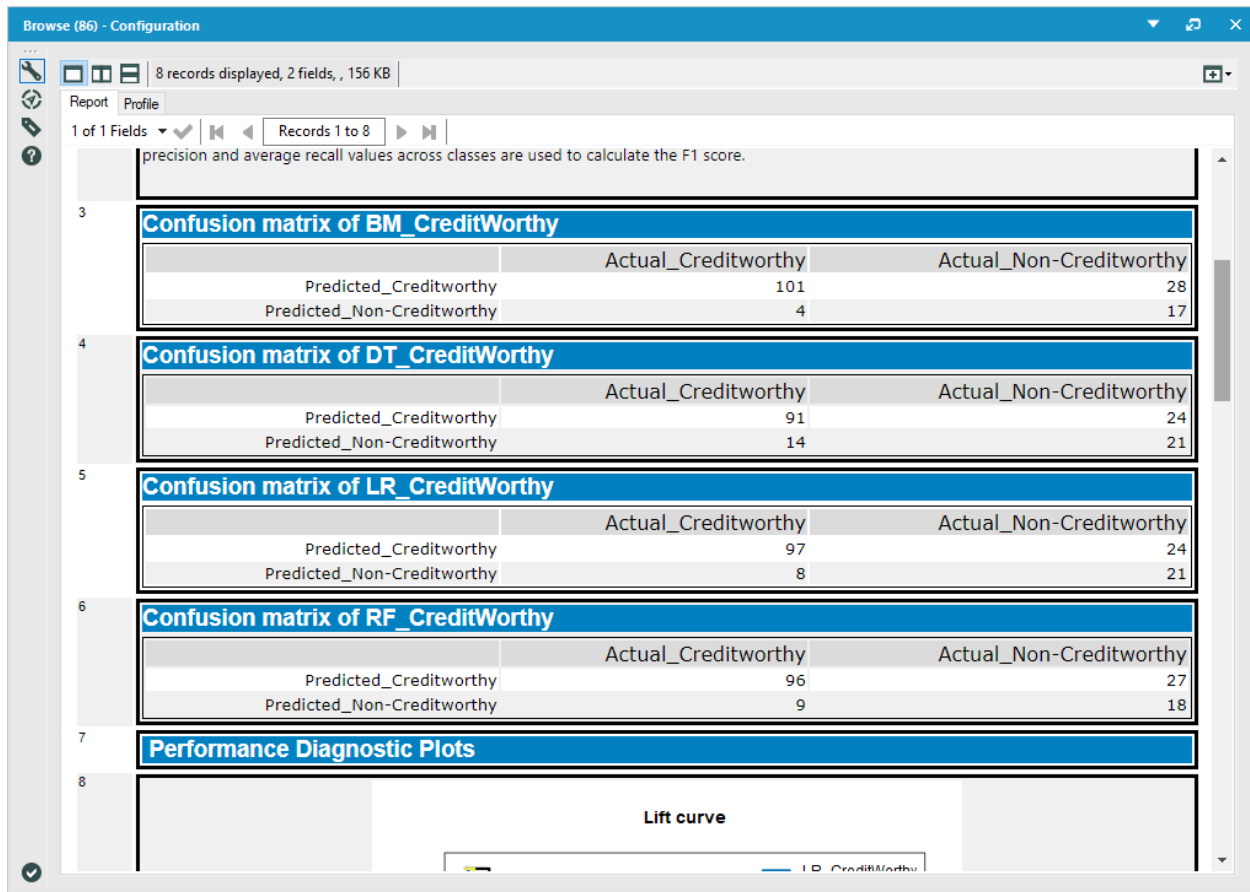 Browse (86) - Configuration
8 records displayed, 2 fields, , 156 KB
Report Profile
1 of 1 Fields Records 1 to 8
precision and average recall values across classes are used to calculate the F1 score.
3
Confusion matrix of BM_CreditWorthy
Actual_Creditworthy Actual_Non-Creditworthy
Predicted_Creditworthy 101 28
Predicted_Non-Creditworthy 4 17
4
Confusion matrix of DT_CreditWorthy
Actual_Creditworthy Actual_Non-Creditworthy
Predicted_Creditworthy 91 24
Predicted_Non-Creditworthy 14 21
5
Confusion matrix of LR_CreditWorthy
Actual_Creditworthy Actual_Non-Creditworthy
Predicted_Creditworthy 97 24
Predicted_Non-Creditworthy 8 21
6
Confusion matrix of RF_CreditWorthy
Actual_Creditworthy Actual_Non-Creditworthy
Predicted_Creditworthy 96 27
Predicted_Non-Creditworthy 9 18
7
Performance Diagnostic Plots
8
Lift curve
LR_CreditWorthy